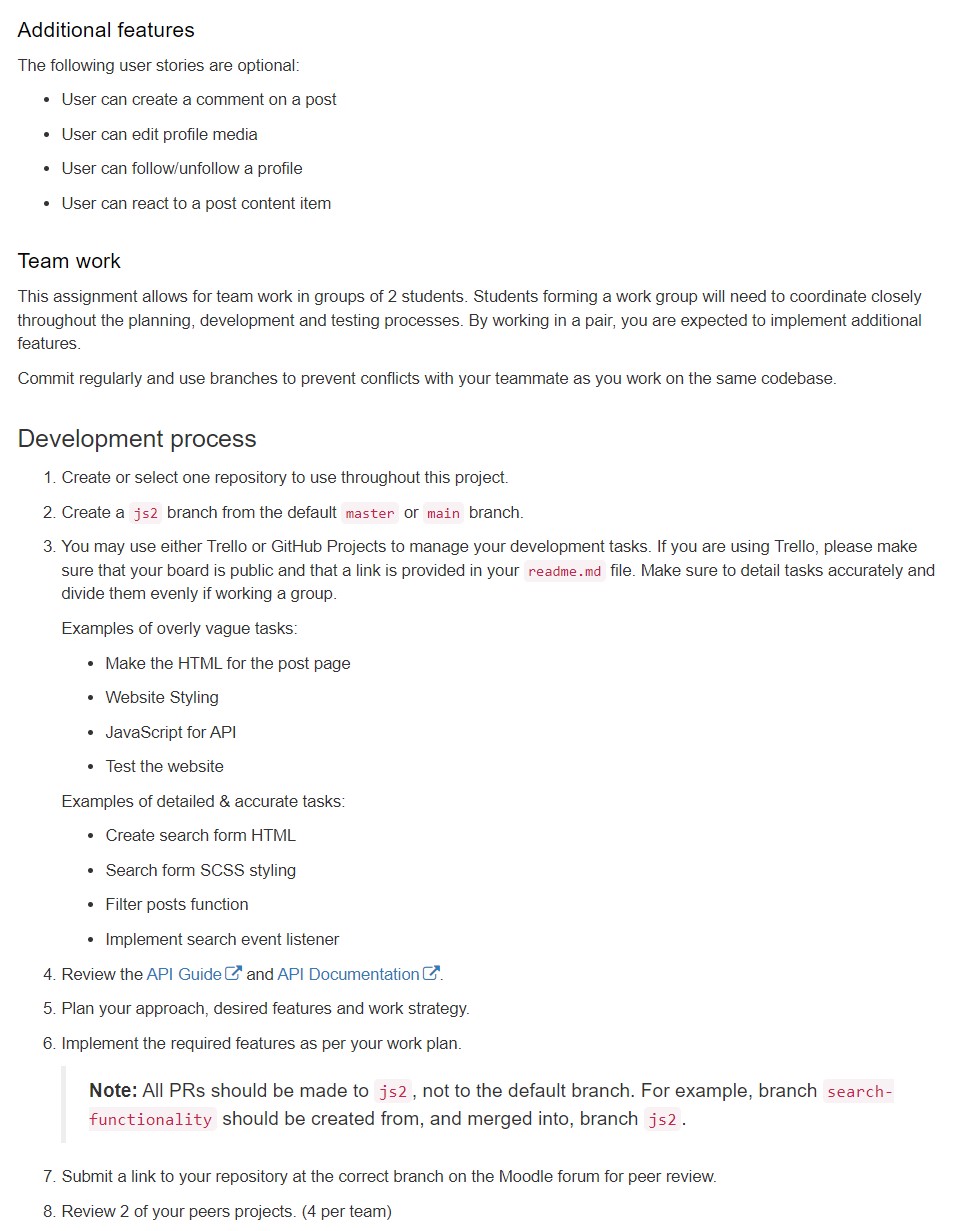 Additional features
The following user stories are optional:
• User can create a comment on a post
• User can edit profile media
• User can follow/unfollow a profile
• User can react to a post content item
Team work
This assignment allows for team work in groups of 2 students. Students forming a work group will need to coordinate closely
throughout the planning, development and testing processes. By working in a pair, you are expected to implement additional
features.
Commit regularly and use branches to prevent conflicts with your teammate as you work on the same codebase.
Development process
1. Create or select one repository to use throughout this project.
2. Create a js2 branch from the default master or main branch.
3. You may use either Trello or GitHub Projects to manage your development tasks. If you are using Trello, please make
sure that your board is public and that a link is provided in your readme.md file. Make sure to detail tasks accurately and
divide them evenly if working a group.
Examples of overly vague tasks:
• Make the HTML for the post page
• Website Styling
• JavaScript for API
• Test the website
Examples of detailed & accurate tasks:
• Create search form HTML
• Search form SCSS styling
• Filter posts function
• Implement search event listener
4. Review the API Guide and API Documentation.
5. Plan your approach, desired features and work strategy.
6. Implement the required features as per your work plan.
Note: All PRs should be made to js2, not to the default branch. For example, branch search-
functionality should be created from, and merged into, branch js2.
7. Submit a link to your repository at the correct branch on the Moodle forum for peer review.
8. Review 2 of your peers projects. (4 per team)